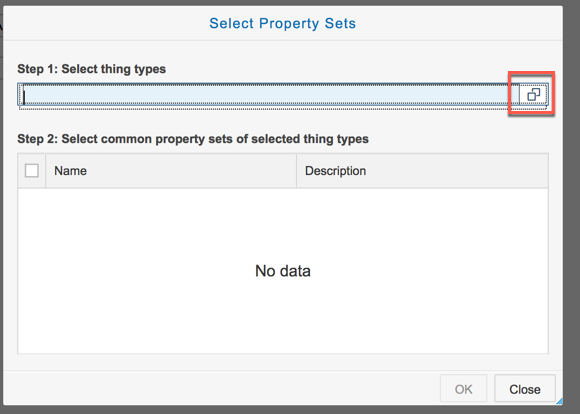 Select Property Sets
Step 1: Select thing types
Step 2: Select common property sets of selected thing types
Name Description
No data
OK Close